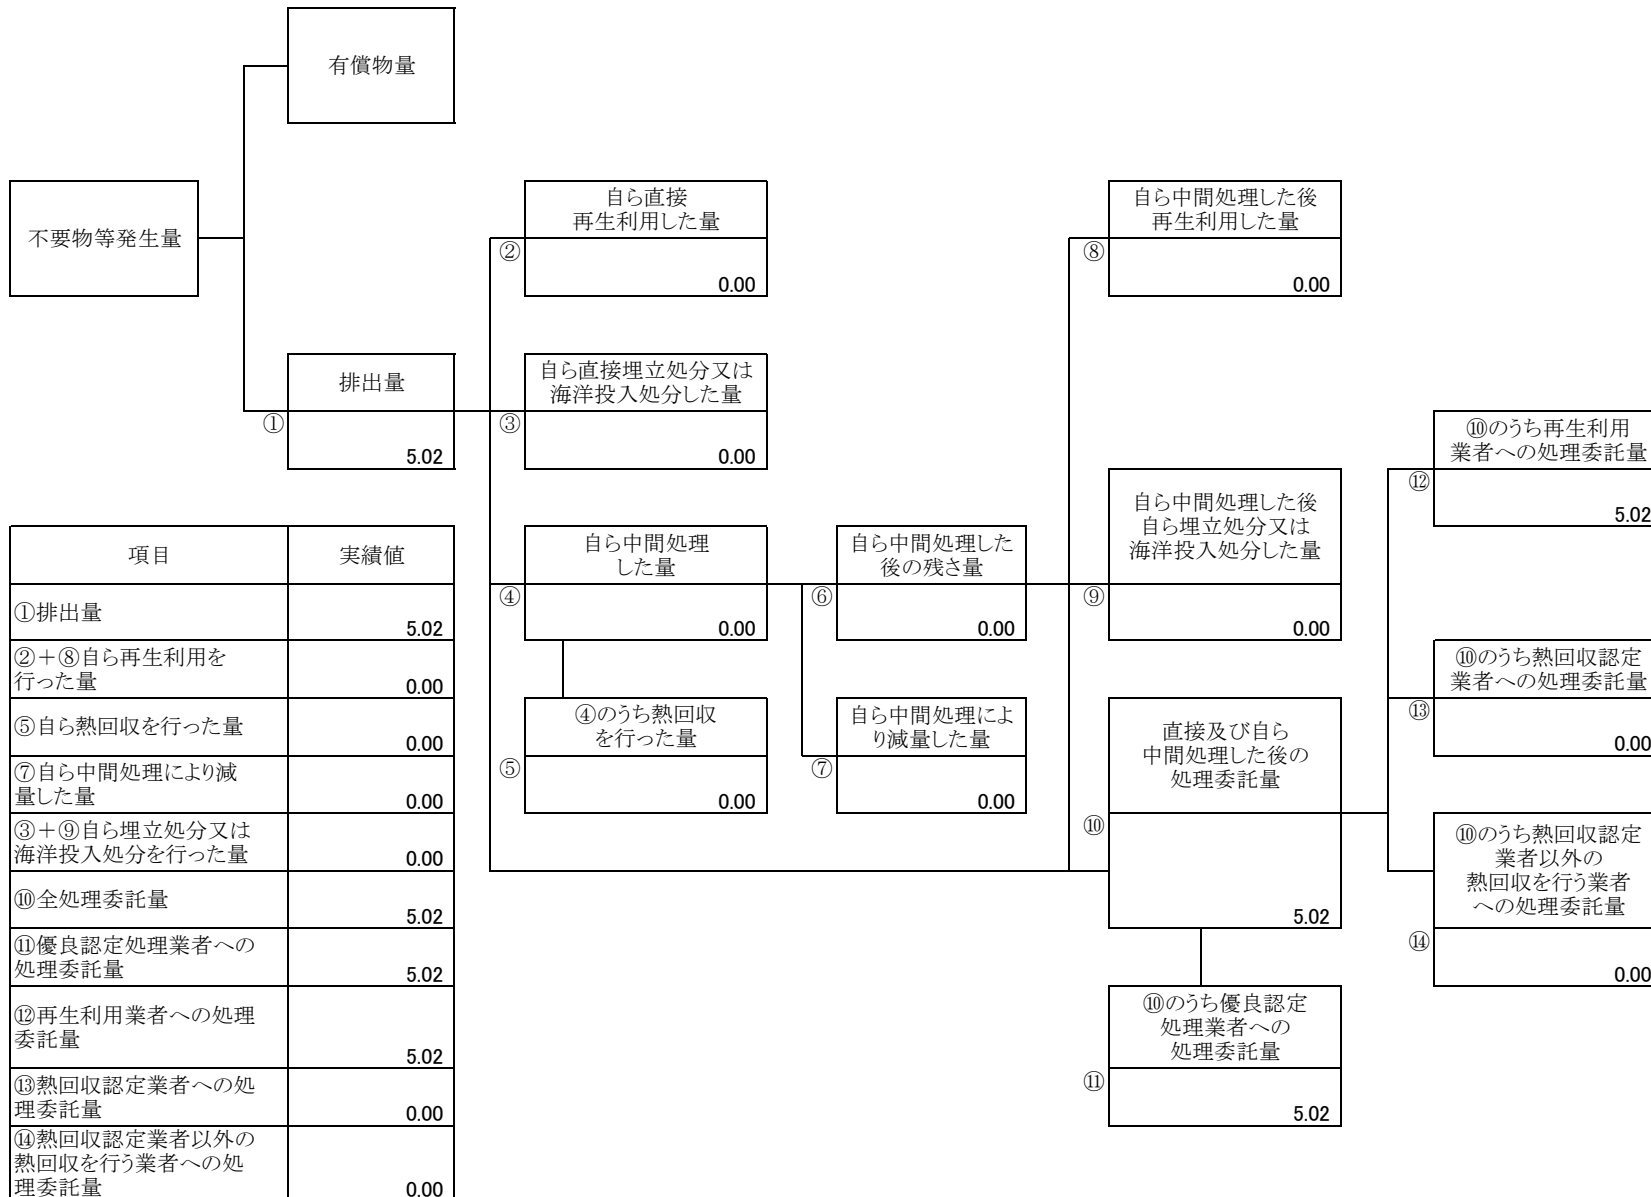 有償物量
不要物等発生量
排出量
①
5.02
自ら直接
再生利用した量
②
0.00
自ら直接埋立処分又は
海洋投入処分した量
③
0.00
自ら中間処理
した量
④
0.00
④のうち熱回収
を行った量
⑤
0.00
自ら中間処理した
後の残さ量
⑥
0.00
自ら中間処理によ
り減量した量
⑦
0.00
自ら中間処理した後
再生利用した量
⑧
0.00
自ら中間処理した後
自ら埋立処分又は
海洋投入処分した量
⑨
0.00
直接及び自ら
中間処理した後の
処理委託量
⑩
5.02
⑩のうち優良認定
処理業者への
処理委託量
⑪
5.02
⑩のうち再生利用
業者への処理委託量
⑫
5.02
⑩のうち熱回収認定
業者への処理委託量
⑬
0.00
⑩のうち熱回収認定
業者以外の
熱回収を行う業者
への処理委託量
⑭
0.00
項目 実績値
①排出量
5.02
②+⑧自ら再生利用を
行った量
0.00
⑤自ら熱回収を行った量
0.00
⑦自ら中間処理により減
量した量
0.00
③+⑨自ら埋立処分又は
海洋投入処分を行った量
0.00
⑩全処理委託量
5.02
⑪優良認定処理業者への
処理委託量
5.02
⑫再生利用業者への処理
委託量
5.02
⑬熱回収認定業者への処
理委託量
0.00
⑭熱回収認定業者以外の
熱回収を行う業者への処
理委託量
0.00